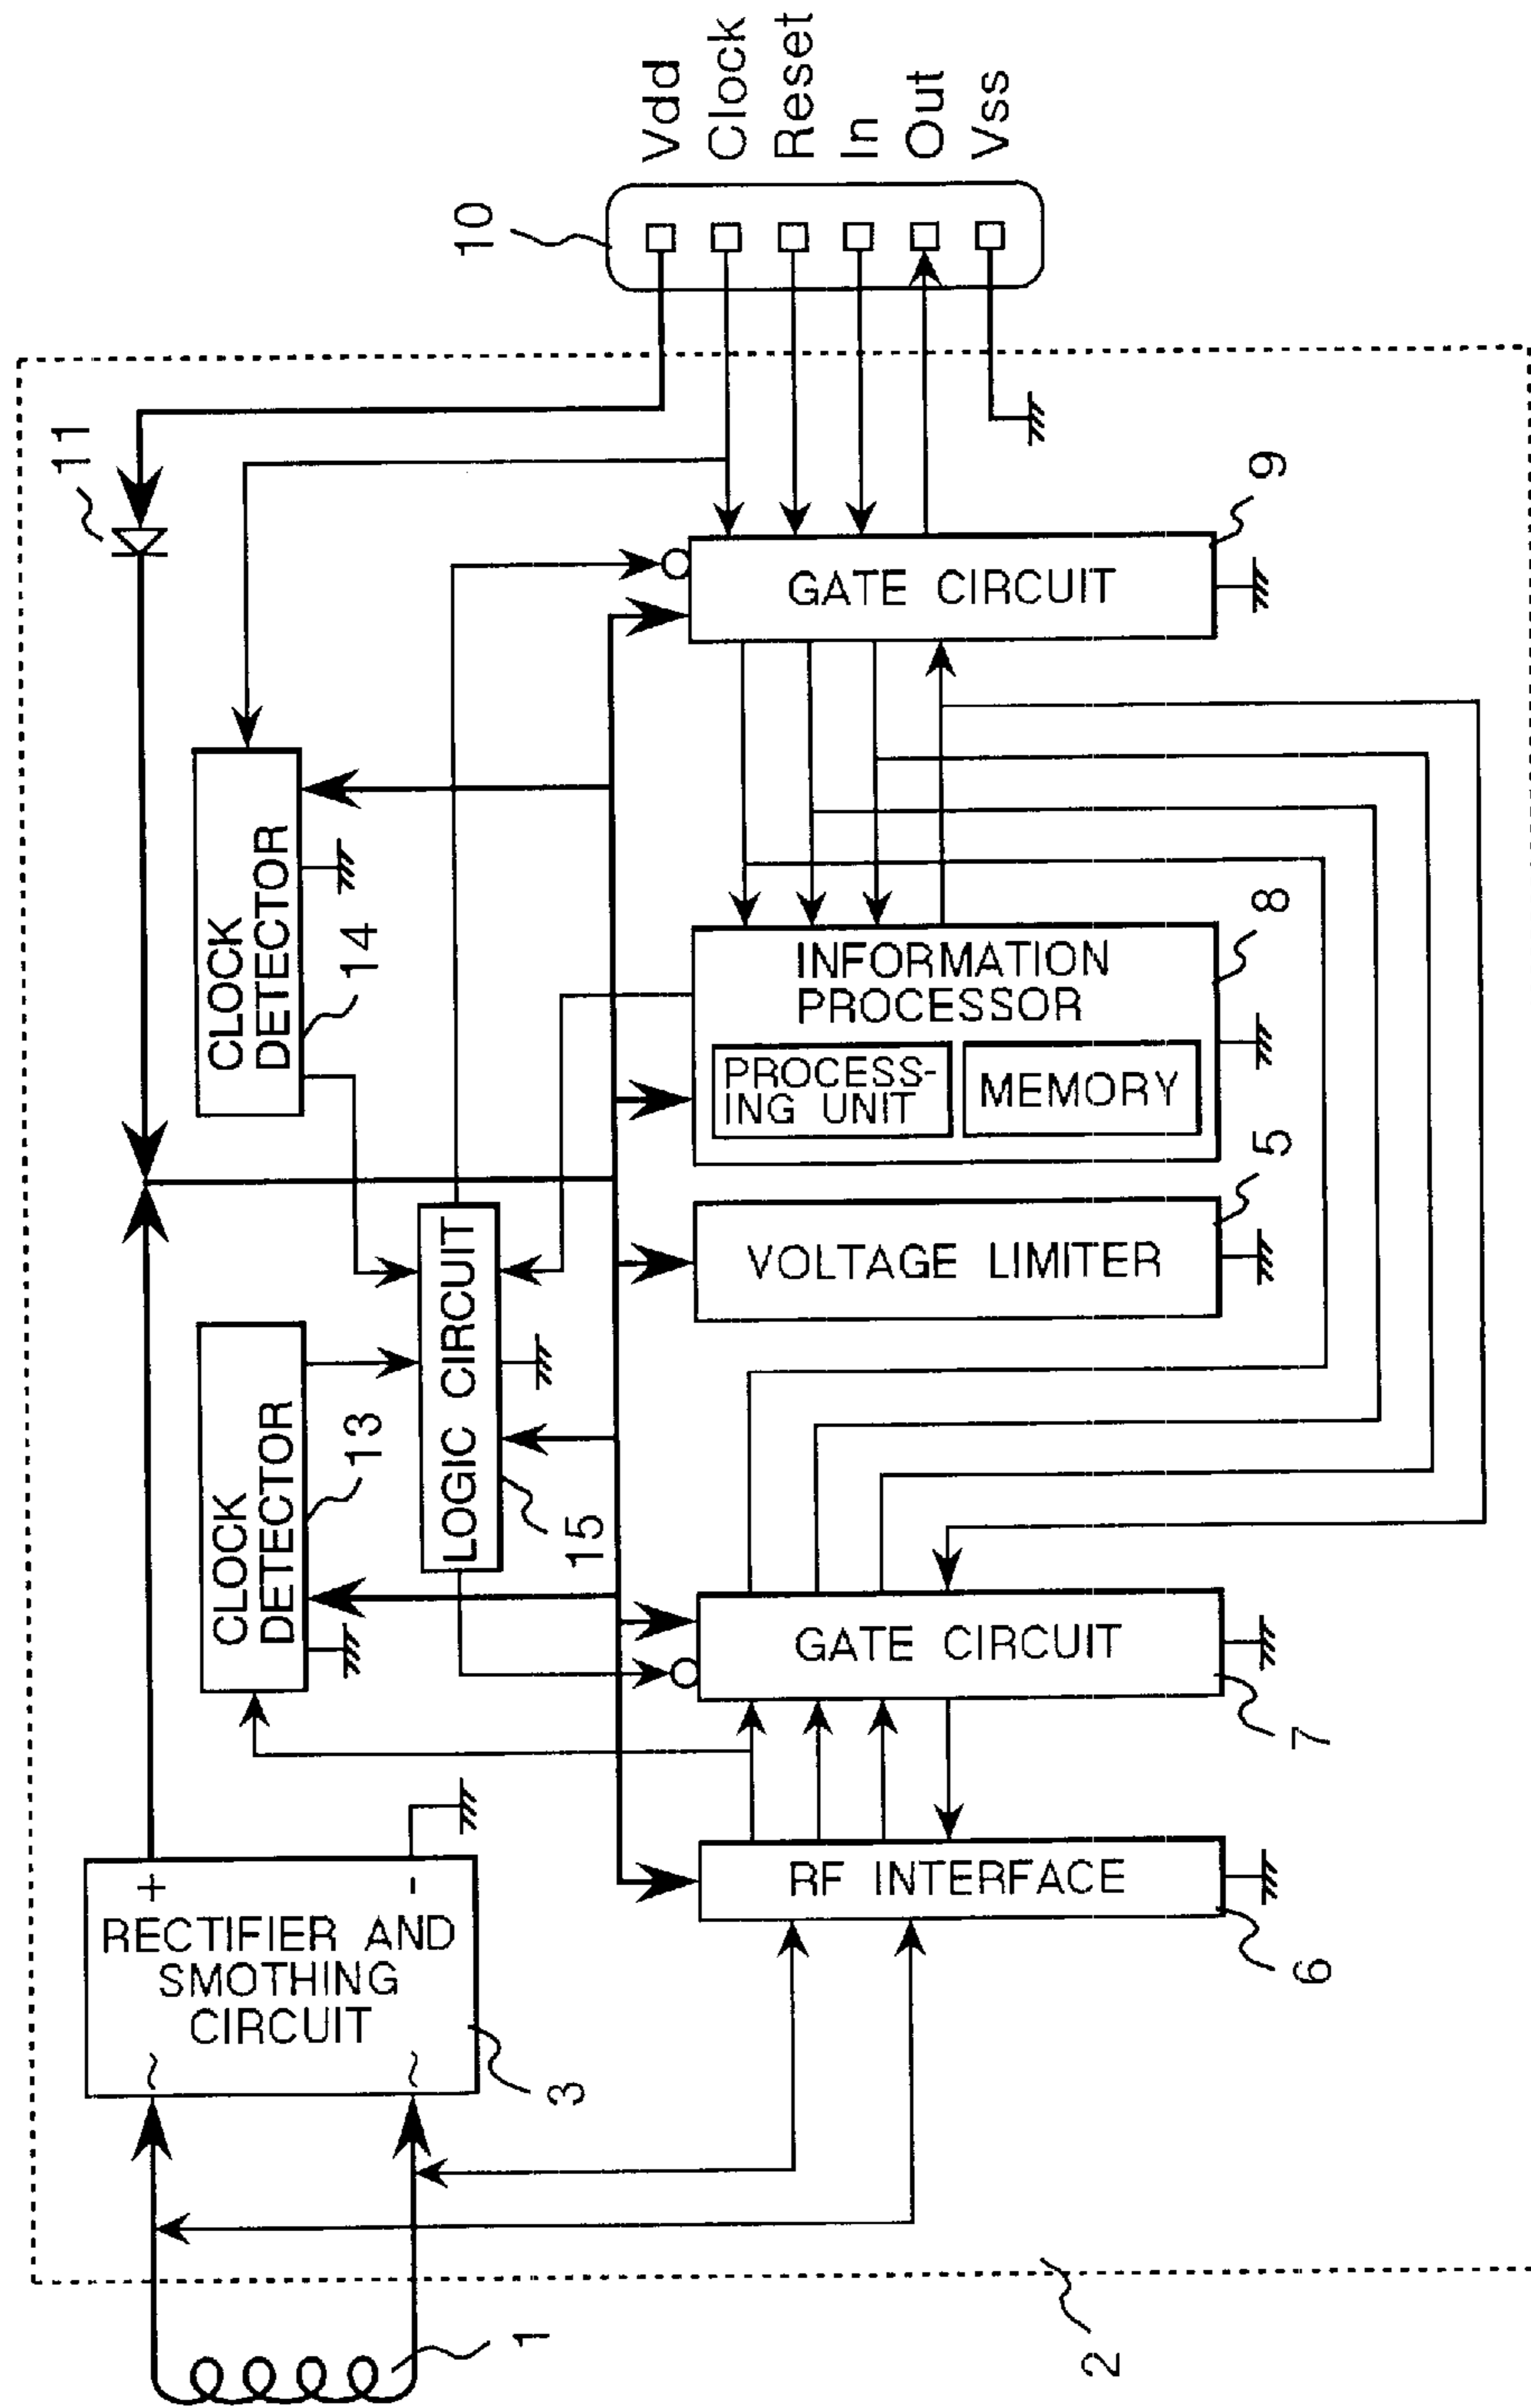 11
10
Vdd
Clock
Reset
In
Out
Vss
CLOCK
DETECTOR
14
CLOCK
DETECTOR
13
+
-
RECTIFIER AND
SMOTHING
CIRCUIT
~
~
3
LOGIC CIRCUIT
15
GATE CIRCUIT
9
INFORMATION
PROCESSOR
PROCESS-
ING UNIT
MEMORY
8
VOLTAGE LIMITER
5
GATE CIRCUIT
7
RF INTERFACE
6
1
2